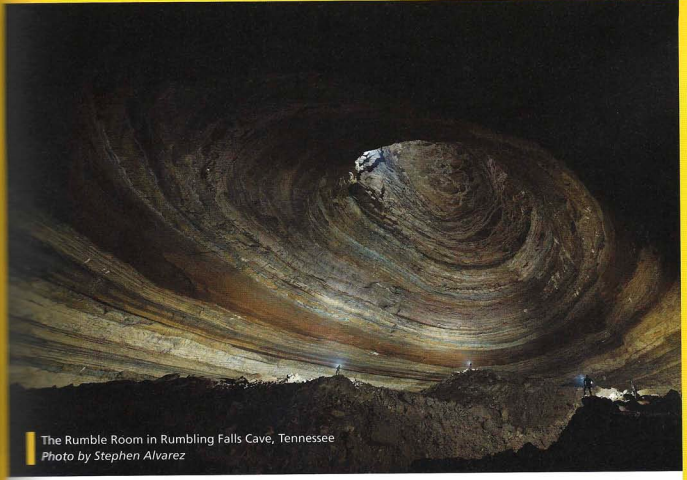 The Rumble Room in Rumbling Falls Cave, Tennessee
Photo by Stephen Alvarez